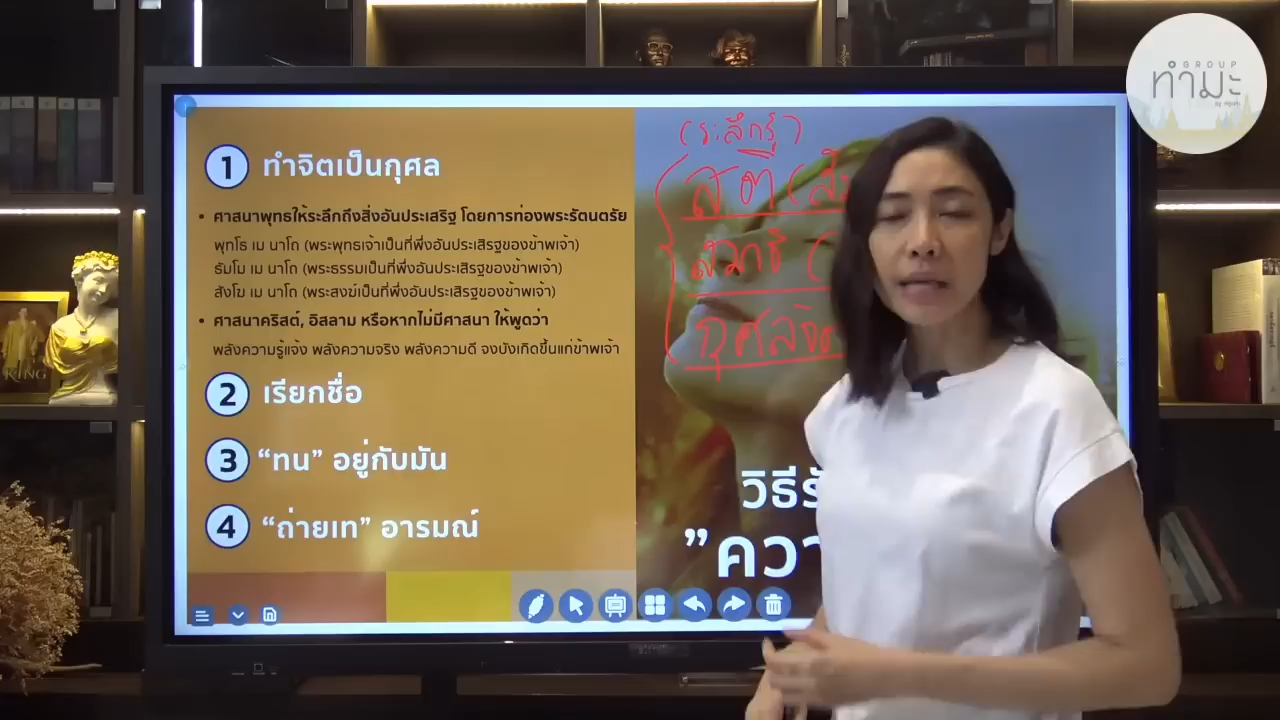 1 ทำจิตเป็นกุศล
• ศาสนาพุทธให้ระลึกถึงสิ่งอันประเสริฐ โดยการท่องพระรัตนตรัย
พุทโธ เม นาโถ (พระพุทธเจ้าเป็นที่พึ่งอันประเสิรฐของข้าพเจ้า)
ธัมโม เม นาโถ (พระธรรมเป็นที่พึ่งอันประเสิรฐของข้าพเจ้า)
สังโฆ เม นาโถ (พระสงฆ์เป็นที่พึ่งอันประเสิรฐของข้าพเจ้า)
• ศาสนาคริสต์, อิสลาม หรือหากไม่มีศาสนา ให้พูดว่า
พลังความรู้แจ้ง พลังความจริง พลังความดี จงบังเกิดขึ้นแก่ข้าพเจ้า
2 เรียกชื่อ
3 “ทน” อยู่กับมัน
4 “ถ่ายเท” อารมณ์
(ระลึกรู้)
สติ (
สมาธิ (
กุศลจิต
วิธีรั
”ควา
GROUP
ทำมะ
KING